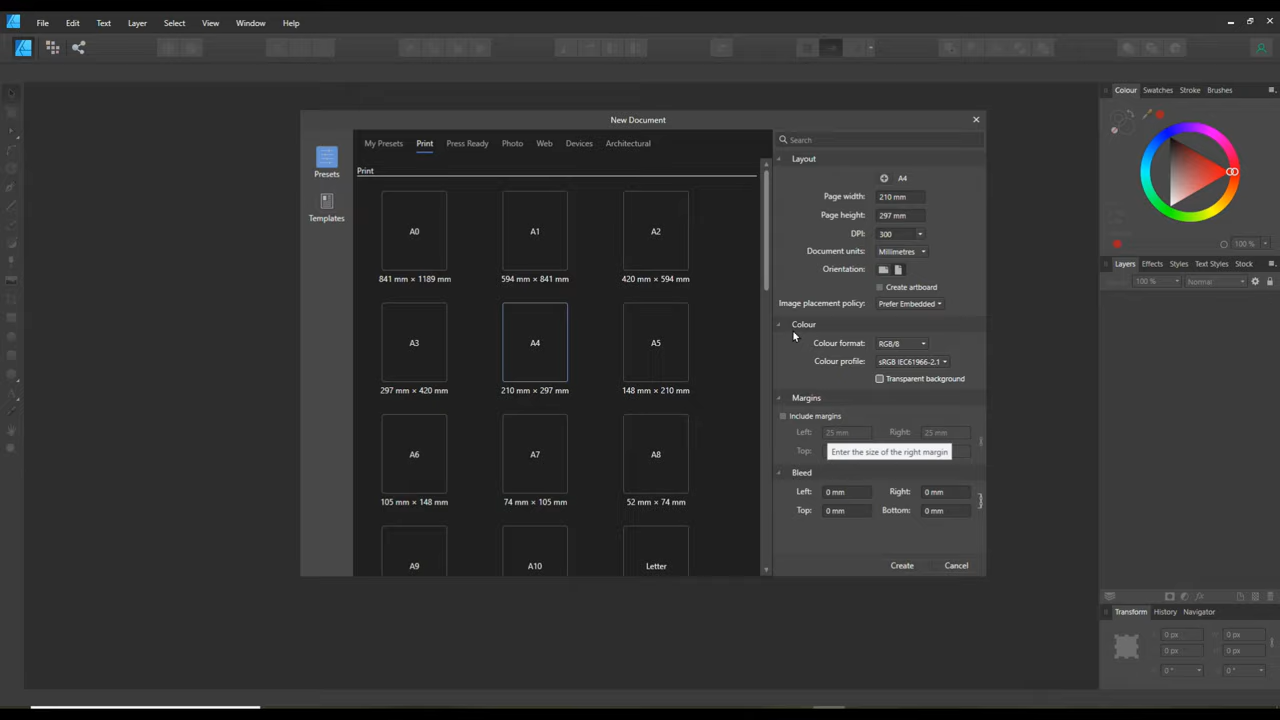 File Edit Text Layer Select View Window Help
Colour Swatches Stroke Brushes
100 %
Layers Effects Styles Text Styles Stock
100 % Normal
New Document
Presets
Templates
My Presets Print Press Ready Photo Web Devices Architectural
Print
A0 A1 A2
841 mm × 1189 mm 594 mm × 841 mm 420 mm × 594 mm
A3 A4 A5
297 mm × 420 mm 210 mm × 297 mm 148 mm × 210 mm
A6 A7 A8
105 mm × 148 mm 74 mm × 105 mm 52 mm × 74 mm
A9 A10 Letter
Search
Layout
A4
Page width: 210 mm
Page height: 297 mm
DPI: 300
Document units: Millimetres
Orientation:
Create artboard
Image placement policy: Prefer Embedded
Colour
Colour format: RGB/8
Colour profile: sRGB IEC61966-2.1
Transparent background
Margins
Include margins
Left: 25 mm Right: 25 mm
Top:
Enter the size of the right margin
Bleed
Left: 0 mm Right: 0 mm
Top: 0 mm Bottom: 0 mm
Create Cancel
Transform History Navigator
0 px 0 px
0 px 0 px
0 ° 0 °